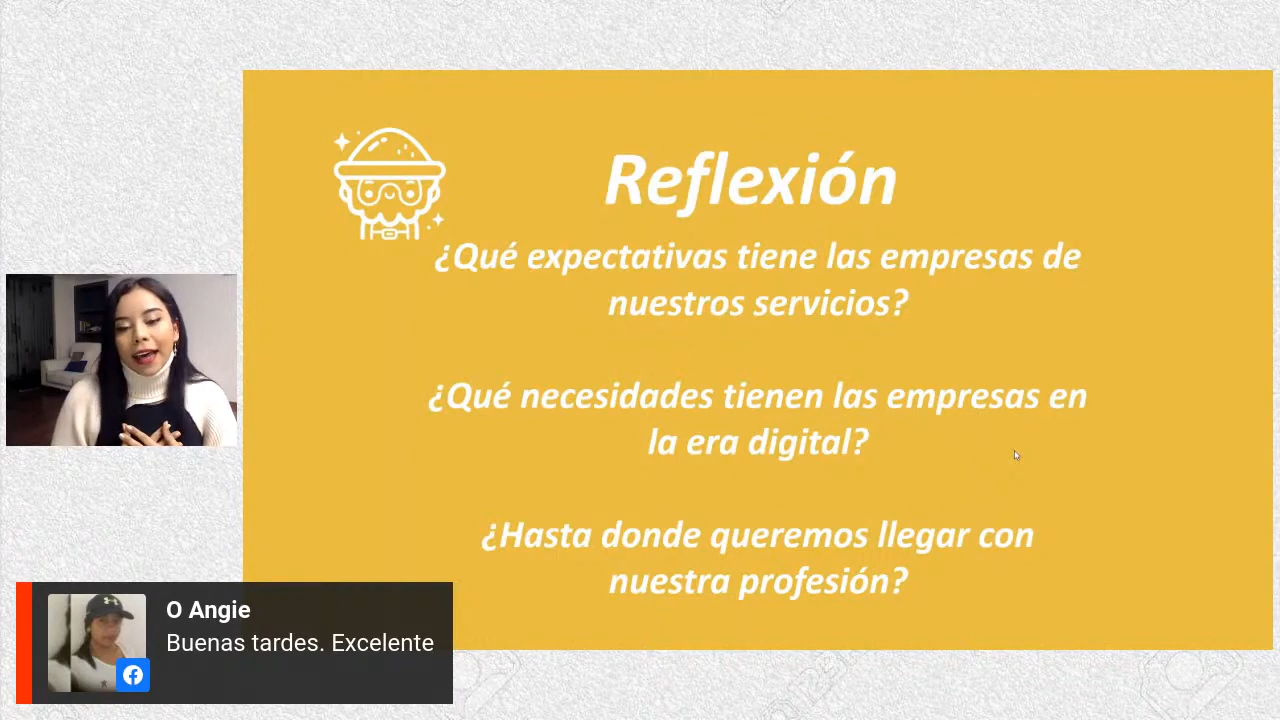 Reflexión
¿Qué expectativas tiene las empresas de
nuestros servicios?
¿Qué necesidades tienen las empresas en
la era digital?
¿Hasta donde queremos llegar con
nuestra profesión?
O Angie
Buenas tardes. Excelente